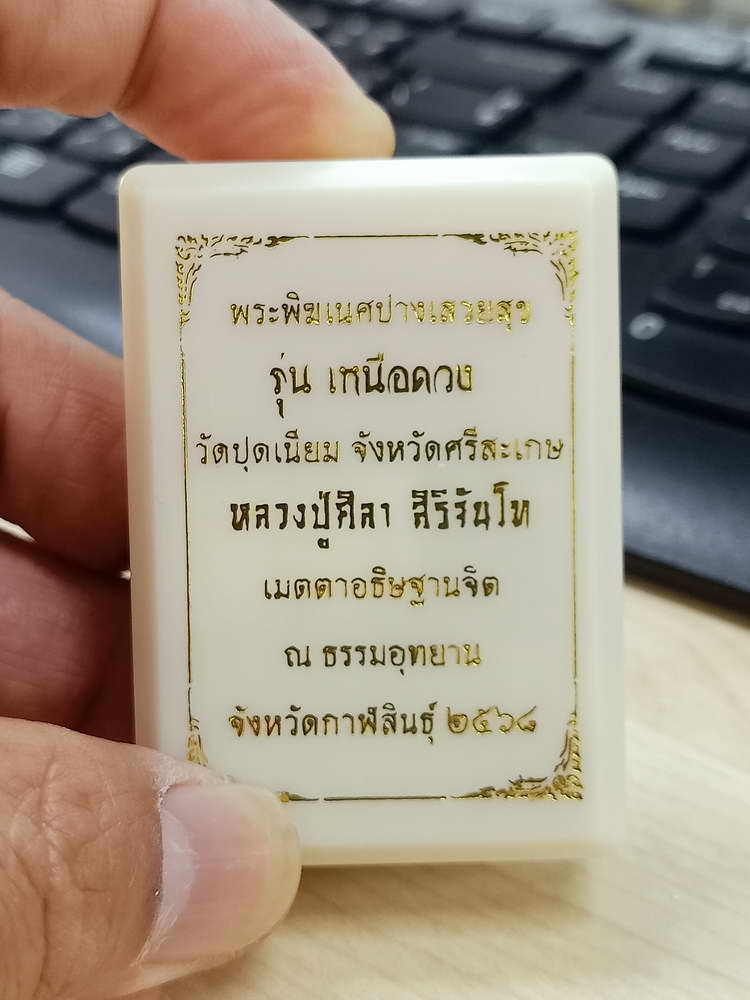 พระพิฆเนศปางเสวยสุข
รุ่น เหนือดวง
วัดปุดเนียม จังหวัดศรีสะเกษ
หลวงปู่ศิลา สิริจันโท
เมตตาอธิษฐานจิต
ณ ธรรมอุทยาน
จังหวัดกาฬสินธุ์ ๒๕๖๘